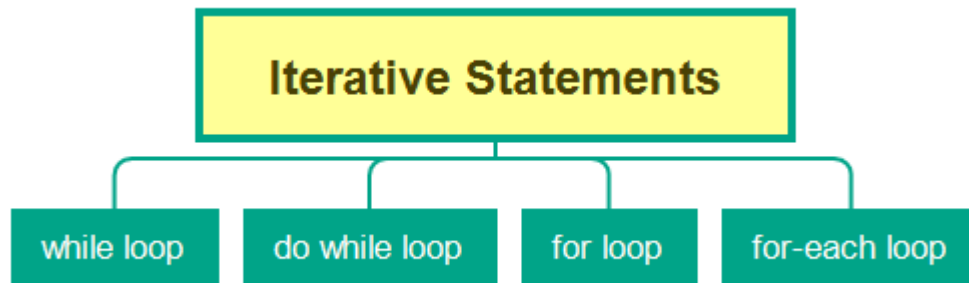 Iterative Statements
while loop
do while loop
for loop
for-each loop